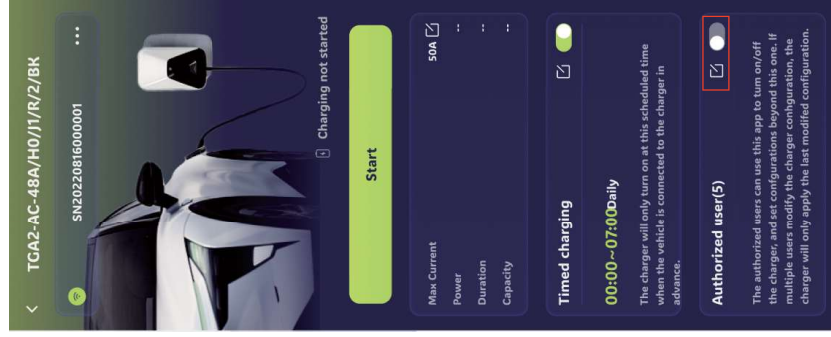 TGA2-AC-48A/H0/J1/R/2/BK
SN20220816000001
Charging not started
Start
Max Current 50A
Power --
Duration --
Capacity --
Timed charging
00:00~07:00Daily
The charger will only turn on at this scheduled time
when the vehicle is connected to the charger in
advance.
Authorized user(5)
The authorized users can use this app to turn on/off
the charger, and set confgurations beyond this one. If
multiple users modify the charger conhguration, the
charger will only apply the last modifed configuration.